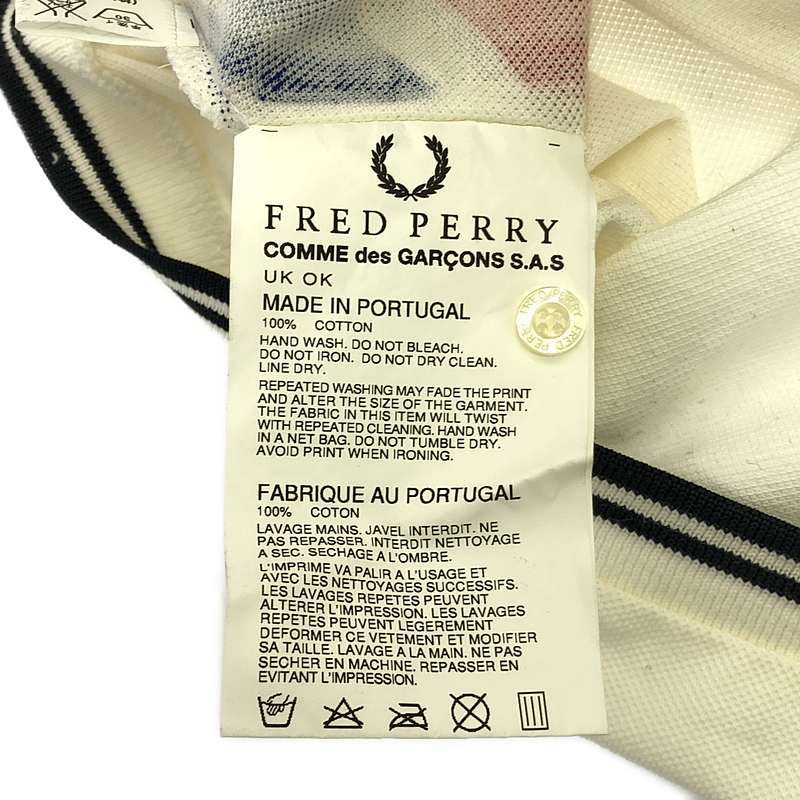 FRED PERRY
COMME des GARÇONS S.A.S
UK OK
MADE IN PORTUGAL
100% COTTON
HAND WASH. DO NOT BLEACH.
DO NOT IRON. DO NOT DRY CLEAN.
LINE DRY.
REPEATED WASHING MAY FADE THE PRINT
AND ALTER THE SIZE OF THE GARMENT.
THE FABRIC IN THIS ITEM WILL TWIST
WITH REPEATED CLEANING. HAND WASH
IN A NET BAG. DO NOT TUMBLE DRY.
AVOID PRINT WHEN IRONING.
FRED PERRY
FRED PERRY
FABRIQUE AU PORTUGAL
100% COTON
LAVAGE MAINS. JAVEL INTERDIT. NE
PAS REPASSER. INTERDIT NETTOYAGE
A SEC. SECHAGE A L'OMBRE.
L'IMPRIME VA PALIR A L'USAGE ET
AVEC LES NETTOYAGES SUCCESSIFS.
LES LAVAGES REPETES PEUVENT
ALTERER L'IMPRESSION. LES LAVAGES
REPETES PEUVENT LEGEREMENT
DEFORMER CE VETEMENT ET MODIFIER
SA TAILLE. LAVAGE A LA MAIN. NE PAS
SECHER EN MACHINE. REPASSER EN
EVITANT L'IMPRESSION.